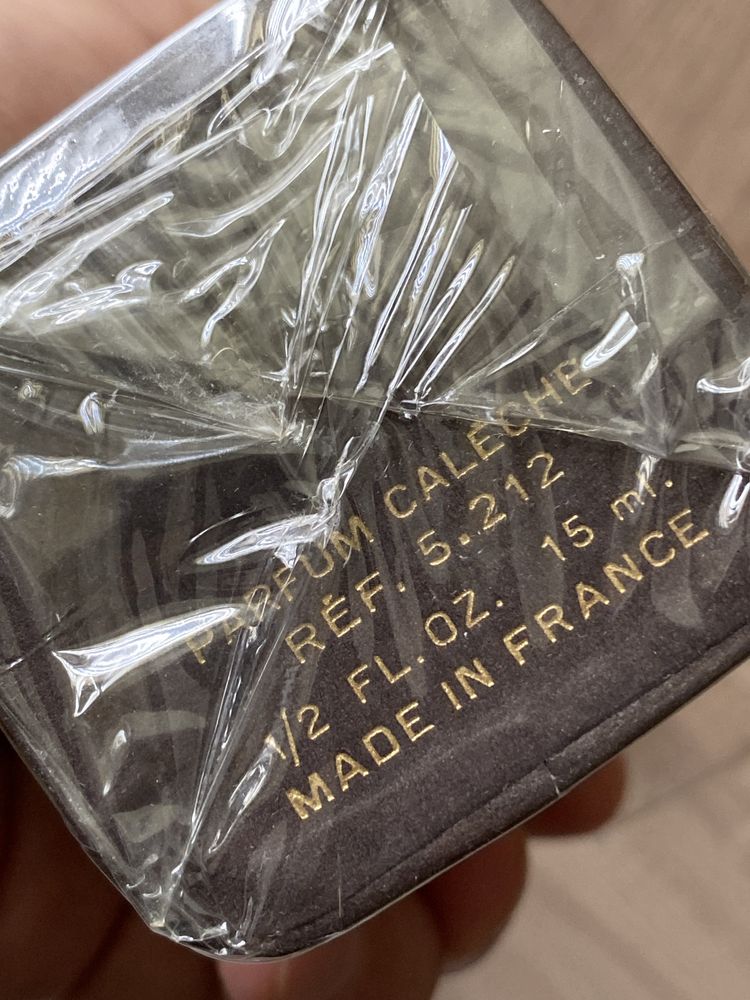 PARFUM CALÈCHE
RÉF. 5.212
1/2 FL. OZ. 15 ml.
MADE IN FRANCE